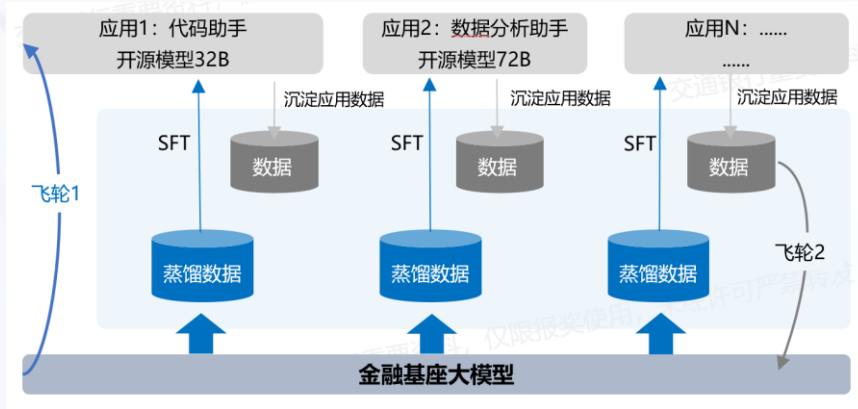 应用1：代码助手
开源模型32B
应用2：数据分析助手
开源模型72B
应用N：......
......
沉淀应用数据
沉淀应用数据
沉淀应用数据
SFT
数据
SFT
数据
SFT
数据
飞轮1
飞轮2
蒸馏数据
蒸馏数据
蒸馏数据
金融基座大模型